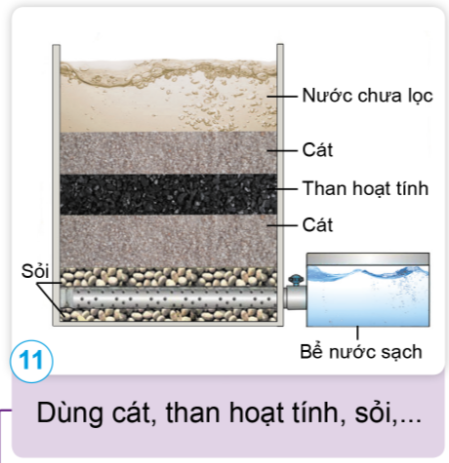 Nước chưa lọc
Cát
Than hoạt tính
Cát
Sỏi
Bể nước sạch
11
Dùng cát, than hoạt tính, sỏi,...